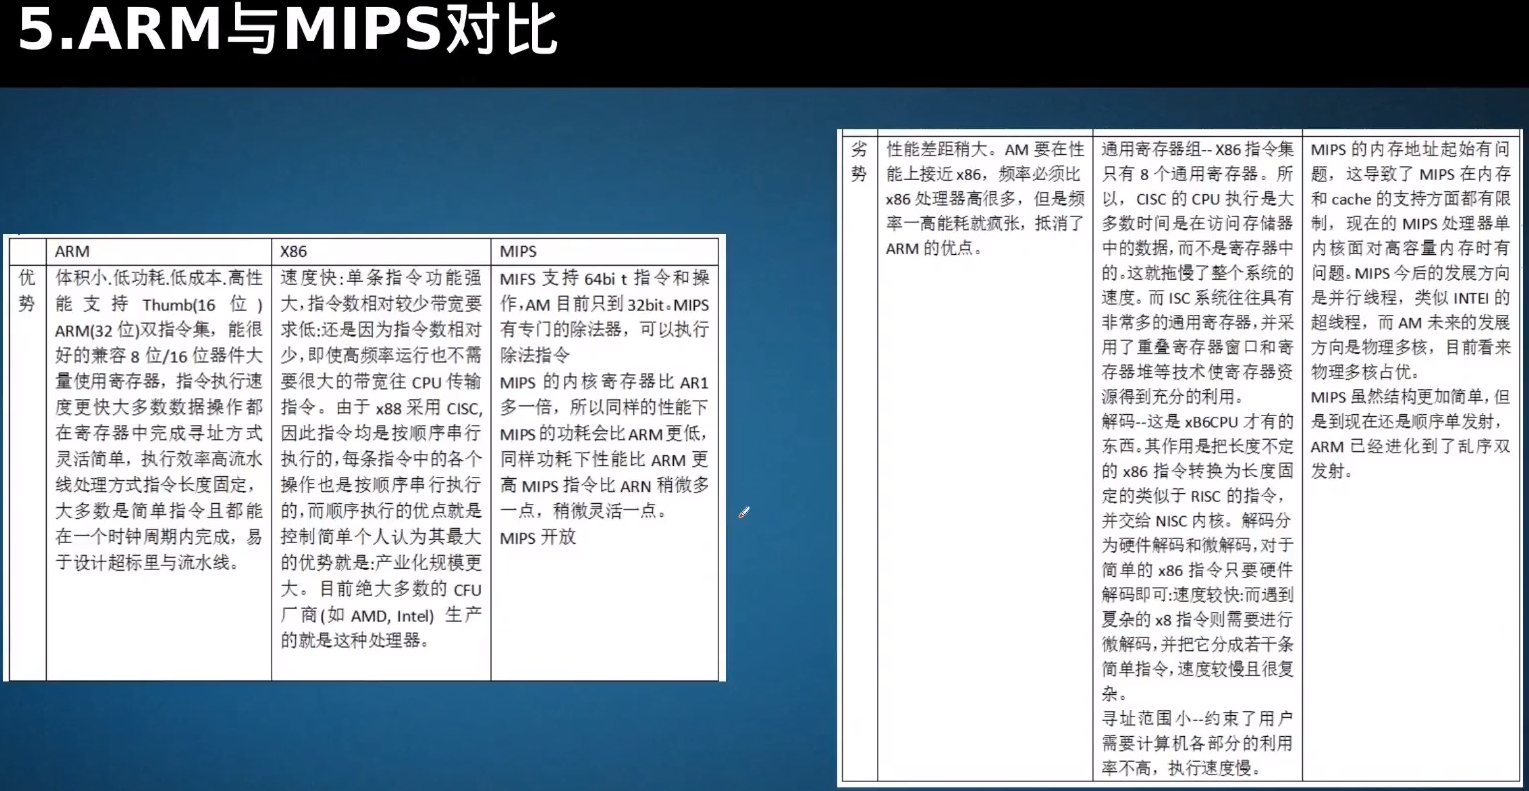 5.ARM与MIPS对比
ARM
X86
MIPS
优
势
体积小.低功耗.低成本.高性
能支持 Thumb(16 位)
ARM(32 位)双指令集，能很
好的兼容 8 位/16 位器件大
量使用寄存器，指令执行速
度更快大多数数据操作都
在寄存器中完成寻址方式
灵活简单，执行效率高流水
线处理方式指令长度固定，
大多数是简单指令且都能
在一个时钟周期内完成，易
于设计超标里与流水线。
速度快:单条指令功能强
大，指令数相对较少带宽要
求低:还是因为指令数相对
少，即使高频率运行也不需
要很大的带宽往 CPU 传输
指令。由于 x88 采用 CISC,
因此指令均是按顺序串行
执行的，每条指令中的各个
操作也是按顺序串行执行
的，而顺序执行的优点就是
控制简单个人认为其最大
的优势就是:产业化规模更
大。目前绝大多数的 CFU
厂商(如 AMD, Intel) 生产
的就是这种处理器。
MIFS 支持 64bi t 指令和操
作，AM 目前只到 32bit。MIPS
有专门的除法器，可以执行
除法指令
MIPS 的内核寄存器比 AR1
多一倍，所以同样的性能下
MIPS 的功耗会比 ARM 更低，
同样功耗下性能比 ARM 更
高 MIPS 指令比 ARN 稍微多
一点，稍微灵活一点。
MIPS 开放
劣
势
性能差距稍大。AM 要在性
能上接近 x86，频率必须比
x86 处理器高很多，但是频
率一高能耗就疯张，抵消了
ARM 的优点。
通用寄存器组-- X86 指令集
只有 8 个通用寄存器。所
以，CISC 的 CPU 执行是大
多数时间是在访问存储器
中的数据，而不是寄存器中
的。这就拖慢了整个系统的
速度。而 ISC 系统往往具有
非常多的通用寄存器，并采
用了重叠寄存器窗口和寄
存器堆等技术使寄存器资
源得到充分的利用。
解码--这是 xB6CPU 才有的
东西。其作用是把长度不定
的 x86 指令转换为长度固
定的类似于 RISC 的指令，
并交给 NISC 内核。解码分
为硬件解码和微解码，对于
简单的 x86 指令只要硬件
解码即可:速度较快:而遇到
夏杂的 x8 指令则需要进行
微解码，并把它分成若干条
简单指令，速度较慢且很复
杂。
寻址范围小--约束了用户
需要计算机各部分的利用
率不高，执行速度慢。
MIPS 的内存地址起始有问
题，这导致了 MIPS 在内存
和 cache 的支持方面都有限
制，现在的 MIPS 处理器单
内核面对高容量内存时有
问题。MIPS 今后的发展方向
是并行线程，类似 INTEI 的
超线程，而 AM 未来的发展
方向是物理多核，目前看来
物理多核占优。
MIPS 虽然结构更加简单，但
是到现在还是顺序单发射，
ARM 已经进化到了乱序双
发射。